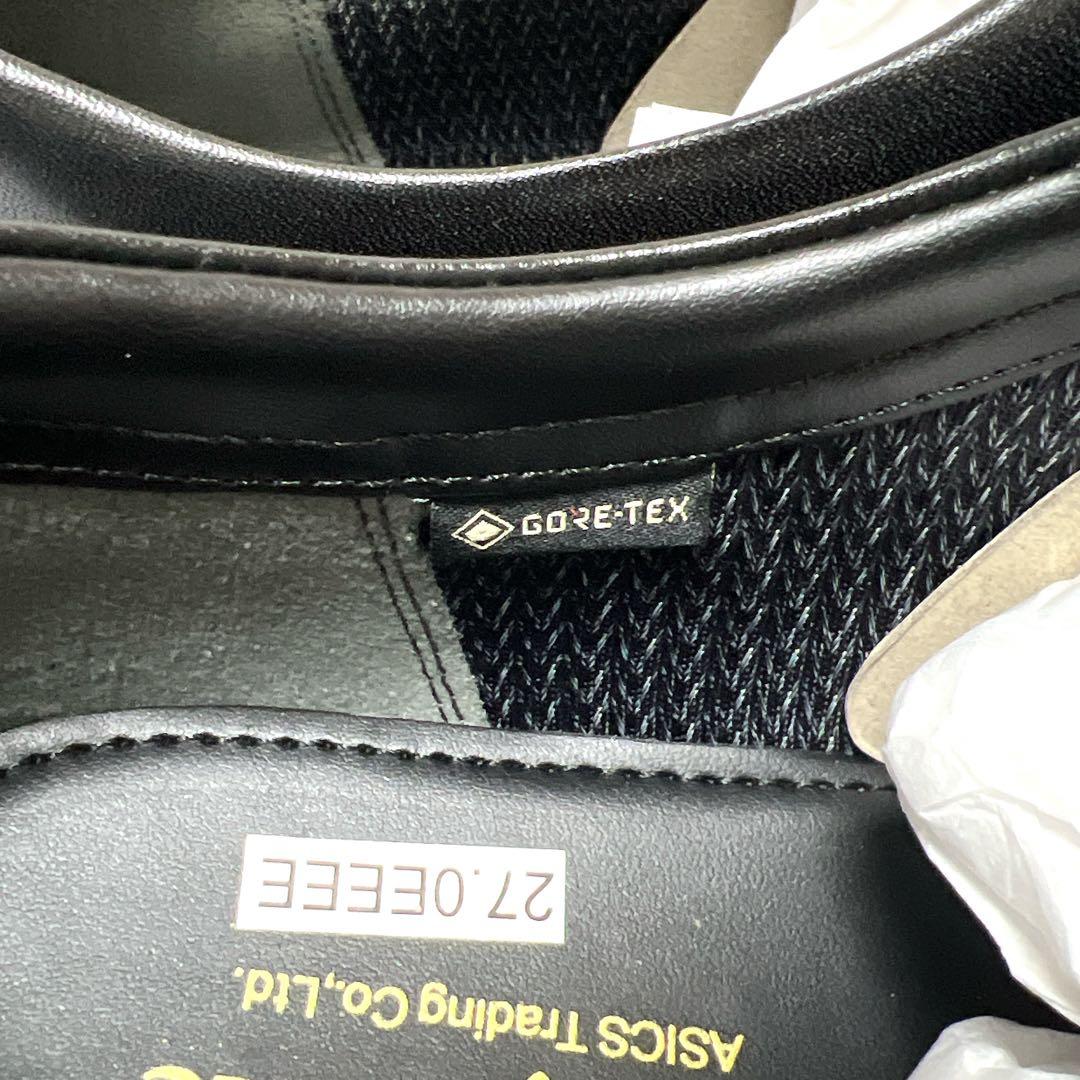 GORE-TEX
27.0EEEE
ASICS Trading Co.,Ltd.